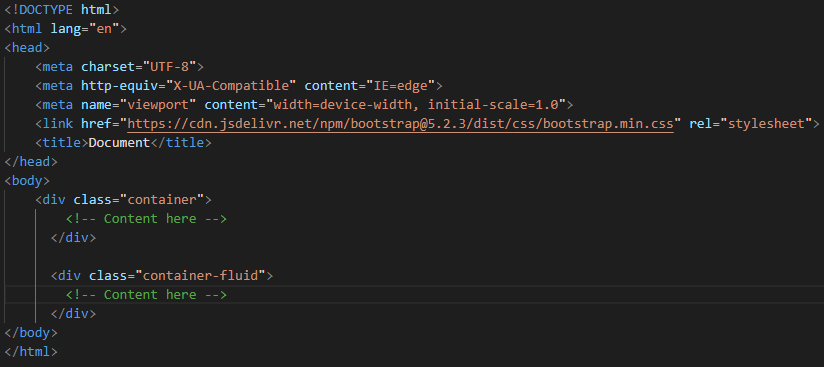 <!DOCTYPE html>
<html lang="en">
<head>
    <meta charset="UTF-8">
    <meta http-equiv="X-UA-Compatible" content="IE=edge">
    <meta name="viewport" content="width=device-width, initial-scale=1.0">
    <link href="https://cdn.jsdelivr.net/npm/bootstrap@5.2.3/dist/css/bootstrap.min.css" rel="stylesheet">
    <title>Document</title>
</head>
<body>
    <div class="container">
        <!-- Content here -->
      </div>

      <div class="container-fluid">
        <!-- Content here -->
      </div>
</body>
</html>